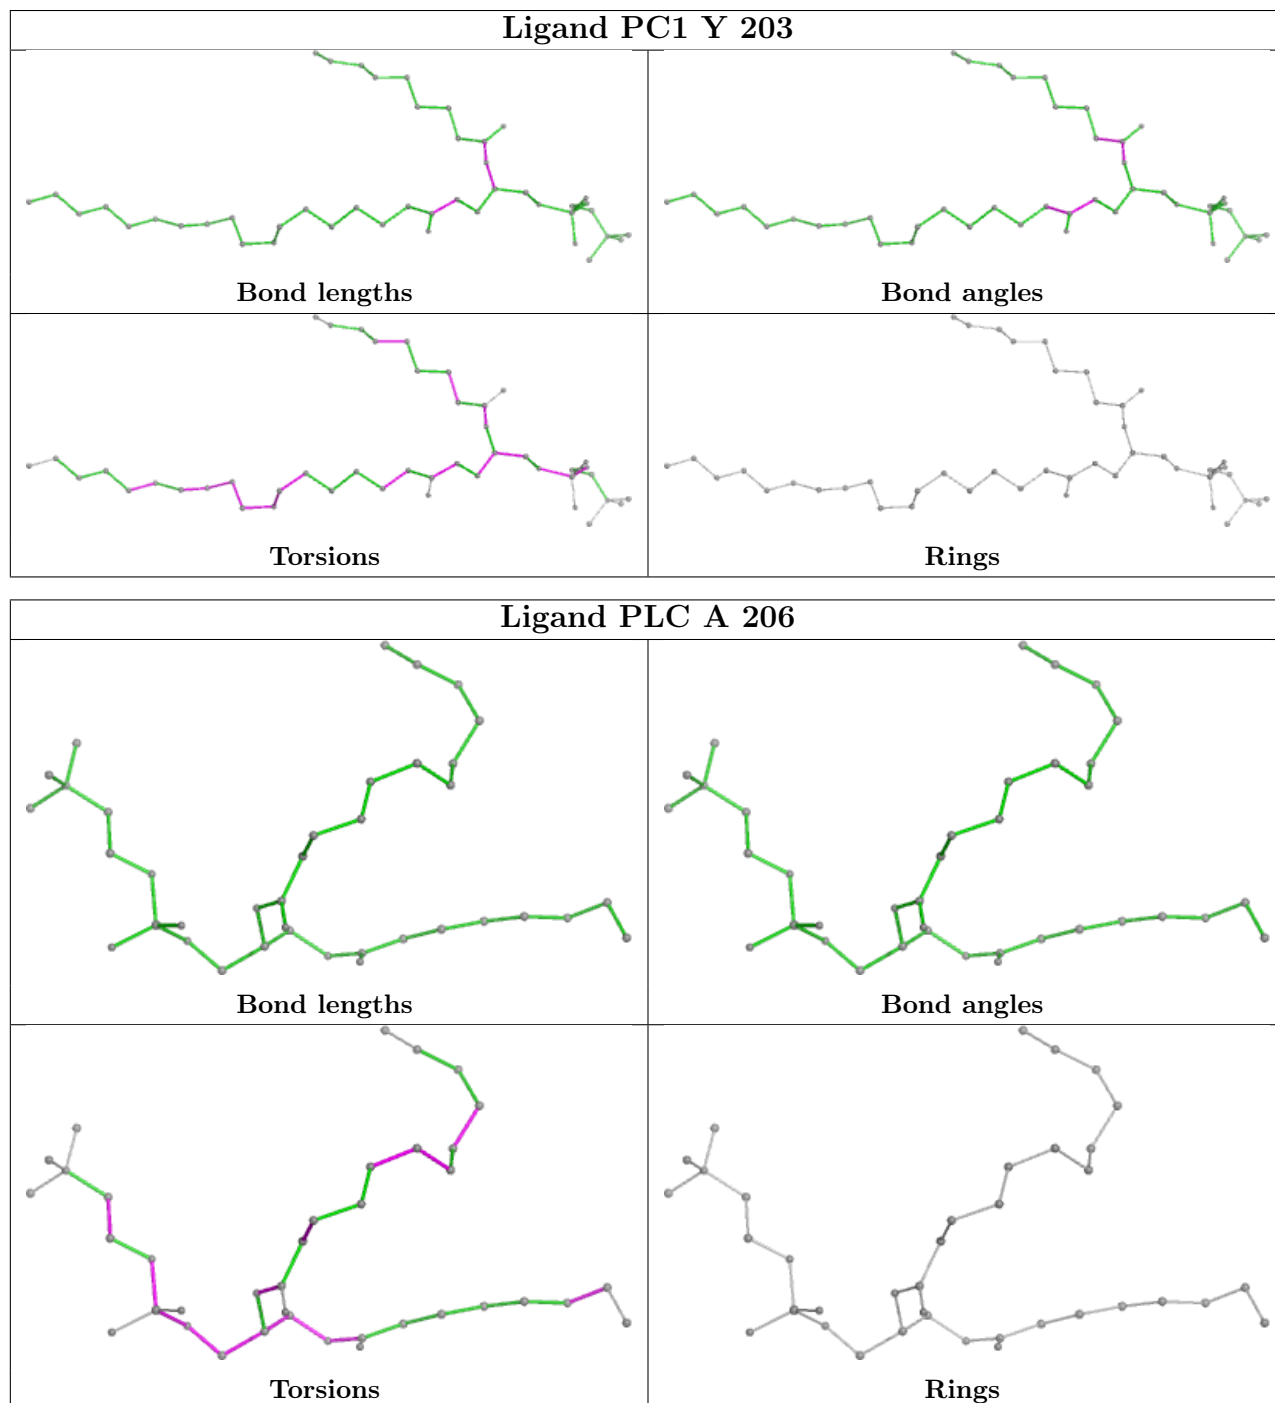 Ligand PC1 Y 203
Bond lengths
Bond angles
Torsions
Rings
Ligand PLC A 206
Bond lengths
Bond angles
Torsions
Rings